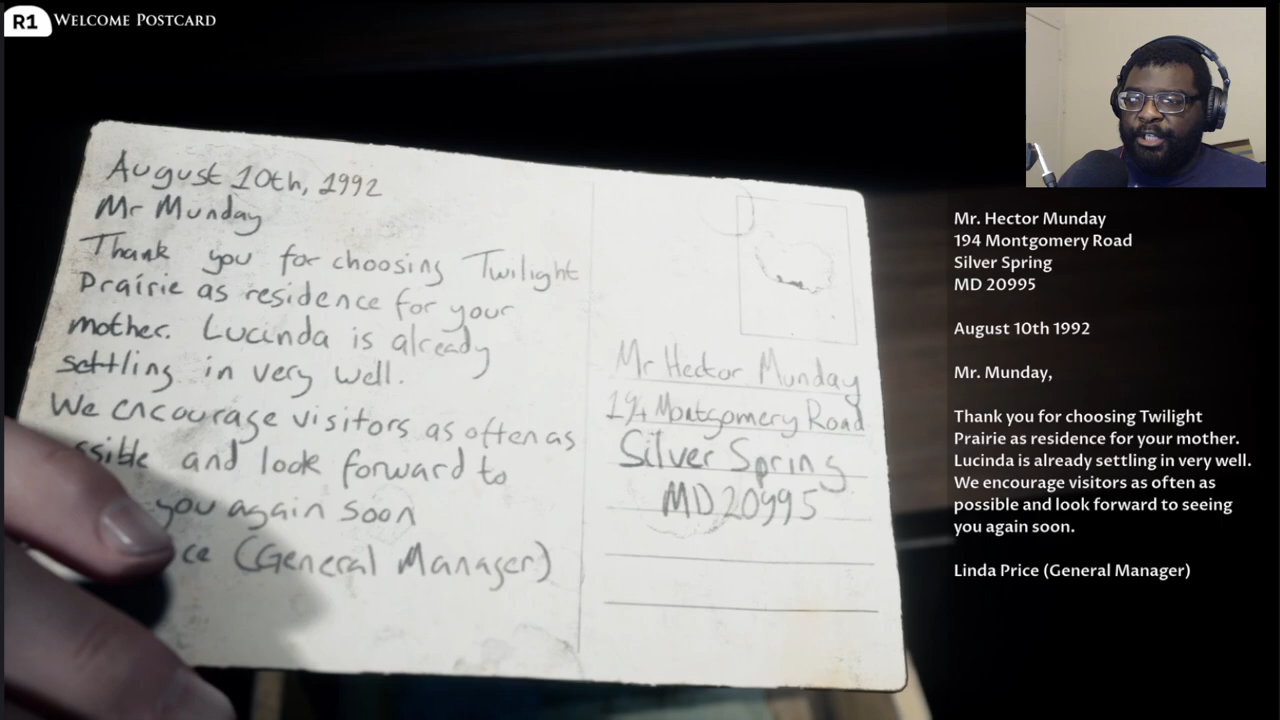 R1 WELCOME POSTCARD
August 10th, 1992
Mr Munday
Thank you for choosing Twilight
Prairie as residence for your
mother. Lucinda is already
settling in very well.
We encourage visitors as often as
ssible and look forward to
you again soon
ce (General Manager)
Mr Hector Munday
194 Montgomery Road
Silver Spring
MD 20995
Mr. Hector Munday
194 Montgomery Road
Silver Spring
MD 20995
August 10th 1992
Mr. Munday,
Thank you for choosing Twilight
Prairie as residence for your mother.
Lucinda is already settling in very well.
We encourage visitors as often as
possible and look forward to seeing
you again soon.
Linda Price (General Manager)